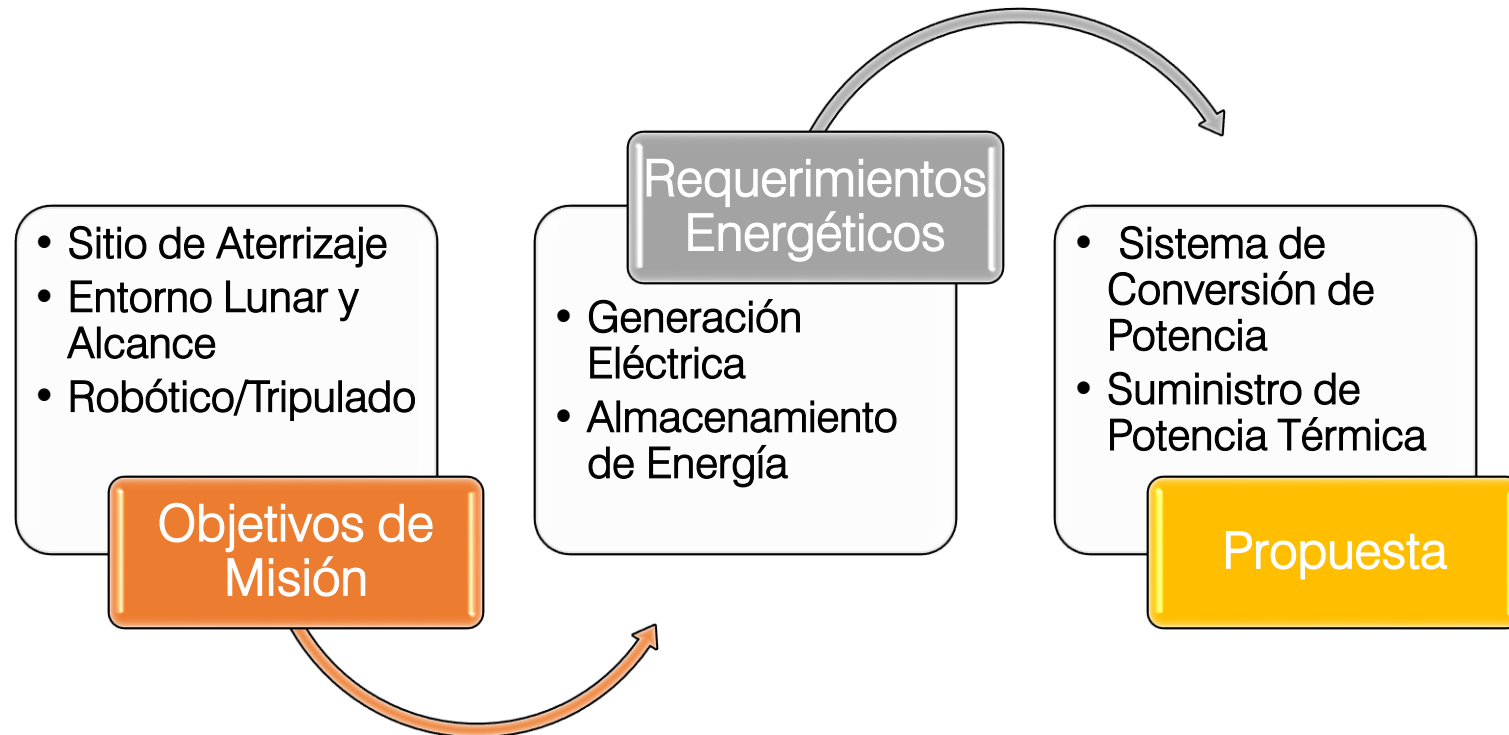 • Sitio de Aterrizaje
• Entorno Lunar y
Alcance
• Robótico/Tripulado
Objetivos de
Misión
Requerimientos
Energéticos
• Generación
Eléctrica
• Almacenamiento
de Energía
• Sistema de
Conversión de
Potencia
• Suministro de
Potencia Térmica
Propuesta